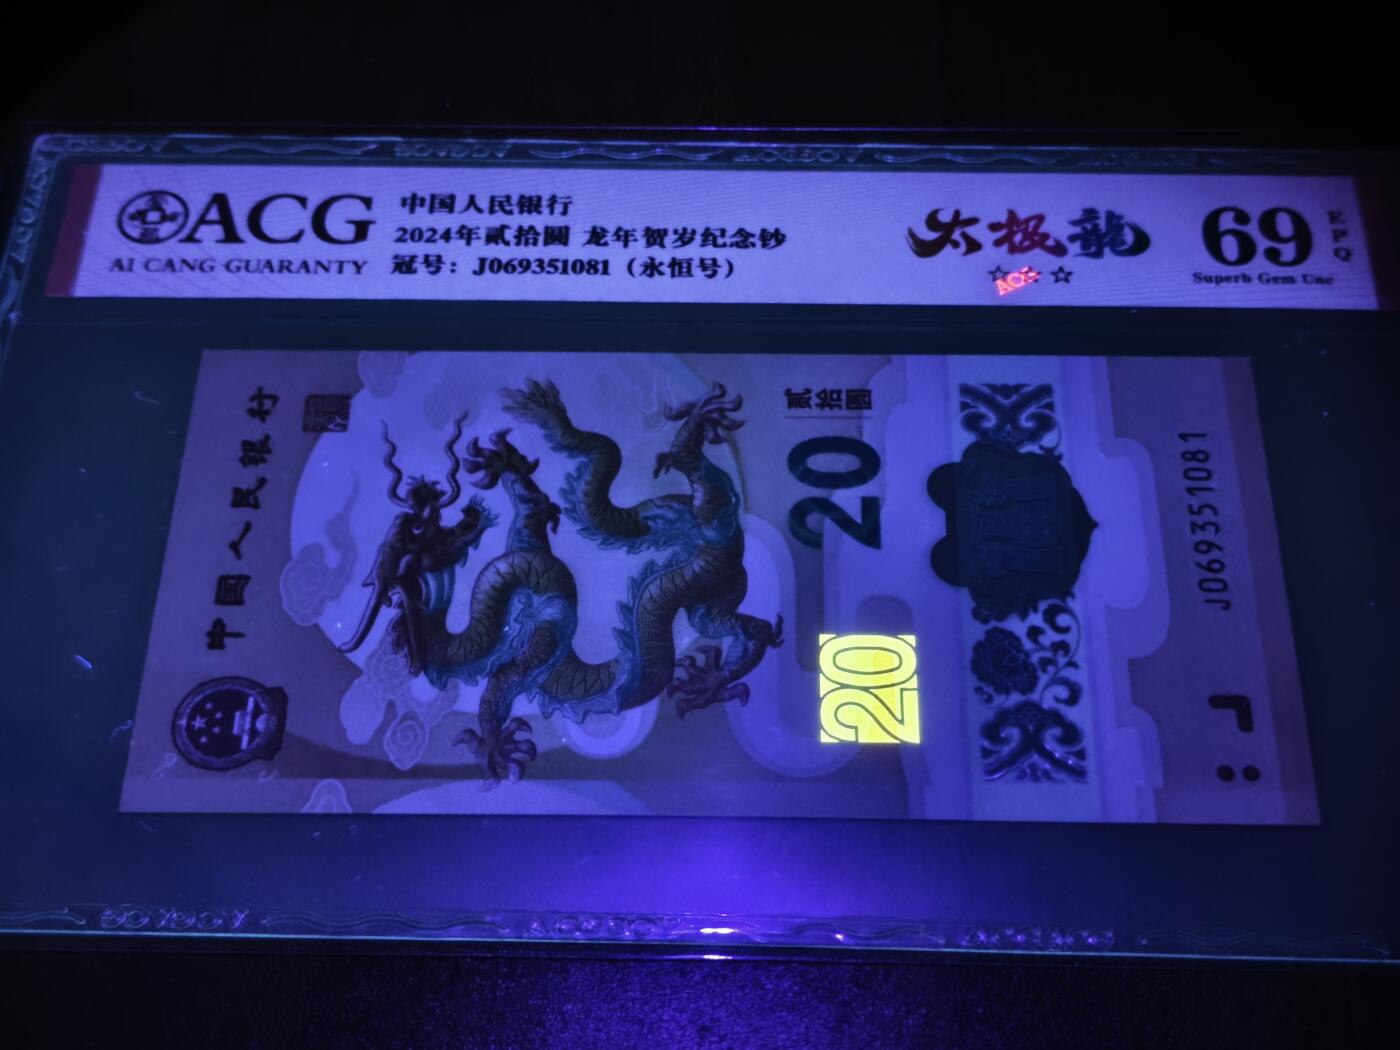 ACG
AI CANG GUARANTY
中国人民银行
2024年贰拾圆 龙年贺岁纪念钞
冠号：J069351081（永恒号）
太极龍
☆☆☆
ACG
69
EPQ
Superb Gem Unc
中国人民银行
贰拾圆
20
20
J069351081